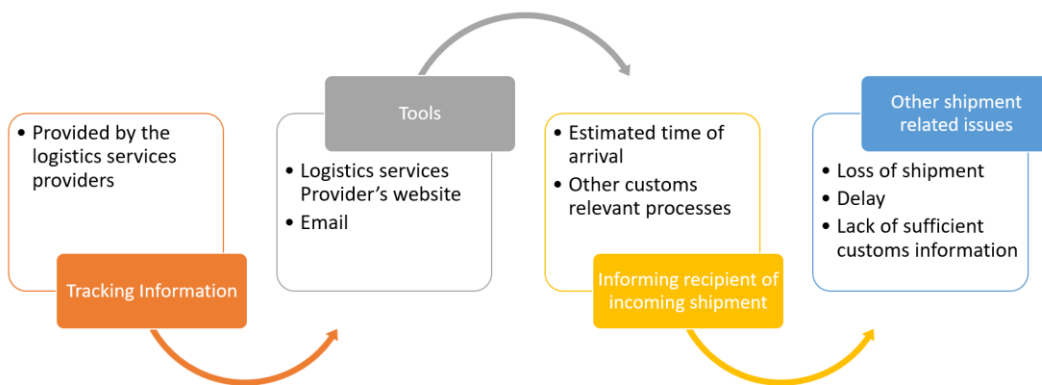 • Provided by the
logistics services
providers
Tracking Information
Tools
• Logistics services
Provider’s website
• Email
• Estimated time of
arrival
• Other customs
relevant processes
Informing recipient of
incoming shipment
Other shipment
related issues
• Loss of shipment
• Delay
• Lack of sufficient
customs information